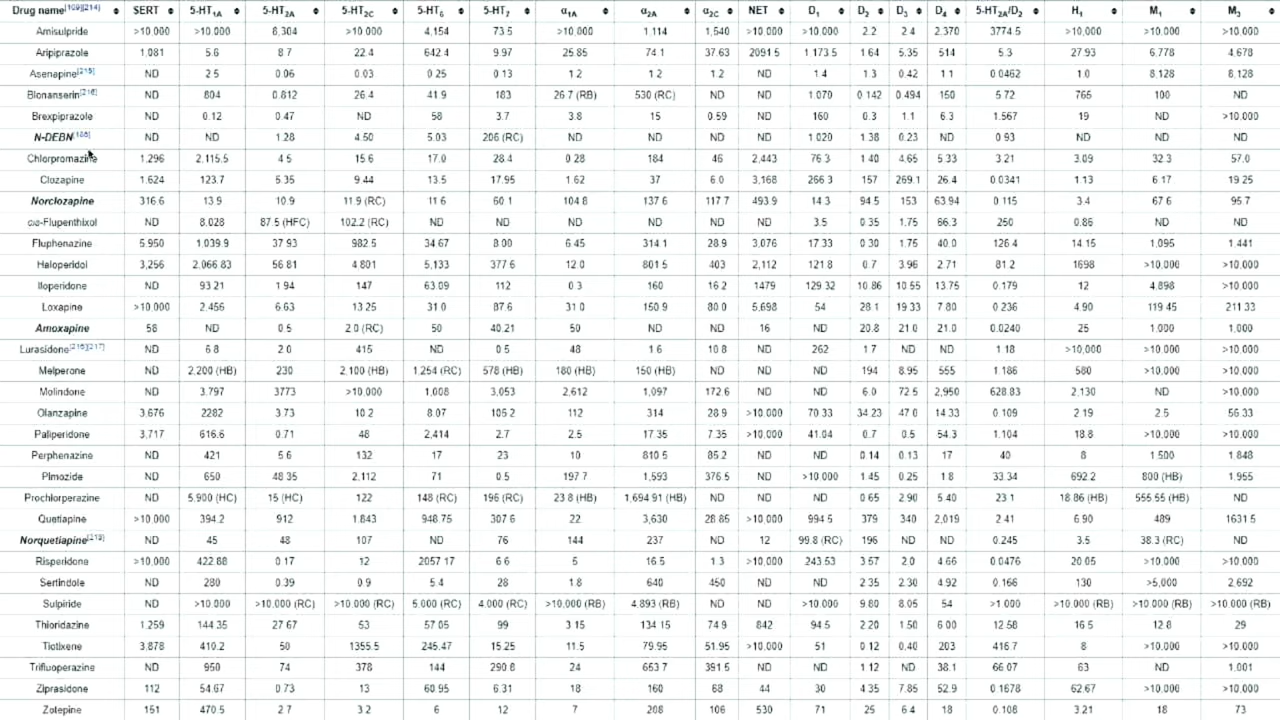 Drug name[109][214] SERT 5-HT1A 5-HT2A 5-HT2C 5-HT6 5-HT7 α1A α2A α2C NET D1 D2 D3 D4 5-HT2A/D2 H1 M1 M3
Amisulpride >10,000 >10,000 8,304 >10,000 4,154 73.5 >10,000 1,114 1,540 >10,000 >10,000 2.2 2.4 2,370 3774.5 >10,000 >10,000 >10,000
Aripiprazole 1,081 5.6 8.7 22.4 642.4 9.97 25.85 74.1 37.63 2091.5 1,173.5 1.64 5.35 514 5.3 27.93 6,778 4,678
Asenapine[215] ND 2.5 0.06 0.03 0.25 0.13 1.2 1.2 1.2 ND 1.4 1.3 0.42 1.1 0.0462 1.0 8,128 8,128
Blonanserin[216] ND 804 0.812 26.4 41.9 183 26.7 (RB) 530 (RC) ND ND 1,070 0.142 0.494 150 5.72 765 100 ND
Brexpiprazole ND 0.12 0.47 ND 58 3.7 3.8 15 0.59 ND 160 0.3 1.1 6.3 1.567 19 ND >10,000
N-DEBN ND ND 1.28 4.50 5.03 206 (RC) ND ND ND ND 1,020 1.38 0.23 ND 0.93 ND ND ND
Chlorpromazine 1,296 2,115.5 4.5 15.6 17.0 28.4 0.28 184 46 2,443 76.3 1.40 4.65 5.33 3.21 3.09 32.3 57.0
Clozapine 1,624 123.7 5.35 9.44 13.5 17.95 1.62 37 6.0 3,168 266.3 157 269.1 26.4 0.0341 1.13 6.17 19.25
Norclozapine 316.6 13.9 10.9 11.9 (RC) 11.6 60.1 104.8 137.6 117.7 493.9 14.3 94.5 153 63.94 0.115 3.4 67.6 95.7
cis-Flupenthixol ND 8,028 87.5 (HFC) 102.2 (RC) ND ND ND ND ND ND 3.5 0.35 1.75 66.3 250 0.86 ND ND
Fluphenazine 5,950 1,039.9 37.93 982.5 34.67 8.00 6.45 314.1 28.9 3,076 17.33 0.30 1.75 40.0 126.4 14.15 1,095 1,441
Haloperidol 3,256 2,066.83 56.81 4,801 5,133 377.6 12.0 801.5 403 2,112 121.8 0.7 3.96 2.71 81.2 1698 >10,000 >10,000
Iloperidone ND 93.21 1.94 147 63.09 112 0.3 160 16.2 1479 129.32 10.86 10.55 13.75 0.179 12 4,898 >10,000
Loxapine >10,000 2,456 6.63 13.25 31.0 87.6 31.0 150.9 80.0 5,698 54 28.1 19.33 7.80 0.236 4.90 119.45 211.33
Amoxapine 58 ND 0.5 2.0 (RC) 50 40.21 50 ND ND 16 ND 20.8 21.0 21.0 0.0240 25 1,000 1,000
Lurasidone[216][217] ND 6.8 2.0 415 ND 0.5 48 1.6 10.8 ND 262 1.7 ND ND 1.18 >10,000 >10,000 >10,000
Melperone ND 2,200 (HB) 230 2,100 (HB) 1,254 (RC) 578 (HB) 180 (HB) 150 (HB) ND ND ND 194 8.95 555 1.186 580 >10,000 >10,000
Molindone ND 3,797 3773 >10,000 1,008 3,053 2,612 1,097 172.6 ND ND 6.0 72.5 2,950 628.83 2,130 ND >10,000
Olanzapine 3,676 2282 3.73 10.2 8.07 105.2 112 314 28.9 >10,000 70.33 34.23 47.0 14.33 0.109 2.19 2.5 56.33
Paliperidone 3,717 616.6 0.71 48 2,414 2.7 2.5 17.35 7.35 >10,000 41.04 0.7 0.5 54.3 1.104 18.8 >10,000 >10,000
Perphenazine ND 421 5.6 132 17 23 10 810.5 85.2 ND ND 0.14 0.13 17 40 8 1,500 1,848
Pimozide ND 650 48.35 2,112 71 0.5 197.7 1,593 376.5 ND >10,000 1.45 0.25 1.8 33.34 692.2 800 (HB) 1,955
Prochlorperazine ND 5,900 (HC) 15 (HC) 122 148 (RC) 196 (RC) 23.8 (HB) 1,694.91 (HB) ND ND ND 0.65 2.90 5.40 23.1 18.86 (HB) 555.55 (HB) ND
Quetiapine >10,000 394.2 912 1,843 948.75 307.6 22 3,630 28.85 >10,000 994.5 379 340 2,019 2.41 6.90 489 1631.5
Norquetiapine ND 45 48 107 ND 76 144 237 ND 12 99.8 (RC) 196 ND ND 0.245 3.5 38.3 (RC) ND
Risperidone >10,000 422.88 0.17 12 2057.17 6.6 5 16.5 1.3 >10,000 243.53 3.57 2.0 4.66 0.0476 20.05 >10,000 >10,000
Sertindole ND 280 0.39 0.9 5.4 28 1.8 640 450 ND ND 2.35 2.30 4.92 0.166 130 >5,000 2,692
Sulpiride ND >10,000 >10,000 (RC) >10,000 (RC) 5,000 (RC) 4,000 (RC) >10,000 (RB) 4,893 (RB) ND ND >10,000 9.80 8.05 54 >1,000 >10,000 (RB) >10,000 (RB) >10,000 (RB)
Thioridazine 1,259 144.35 27.67 53 57.05 99 3.15 134.15 74.9 842 94.5 2.20 1.50 6.00 12.58 16.5 12.8 29
Tiotixene 3,878 410.2 50 1355.5 245.47 15.25 11.5 79.95 51.95 >10,000 51 0.12 0.40 203 416.7 8 >10,000 >10,000
Trifluoperazine ND 950 74 378 144 290.8 24 653.7 391.5 ND ND 1.12 ND 38.1 66.07 63 ND 1,001
Ziprasidone 112 54.67 0.73 13 60.95 6.31 18 160 68 44 30 4.35 7.85 52.9 0.1678 62.67 >10,000 >10,000
Zotepine 151 470.5 2.7 3.2 6 12 7 208 106 530 71 25 6.4 18 0.108 3.21 18 73